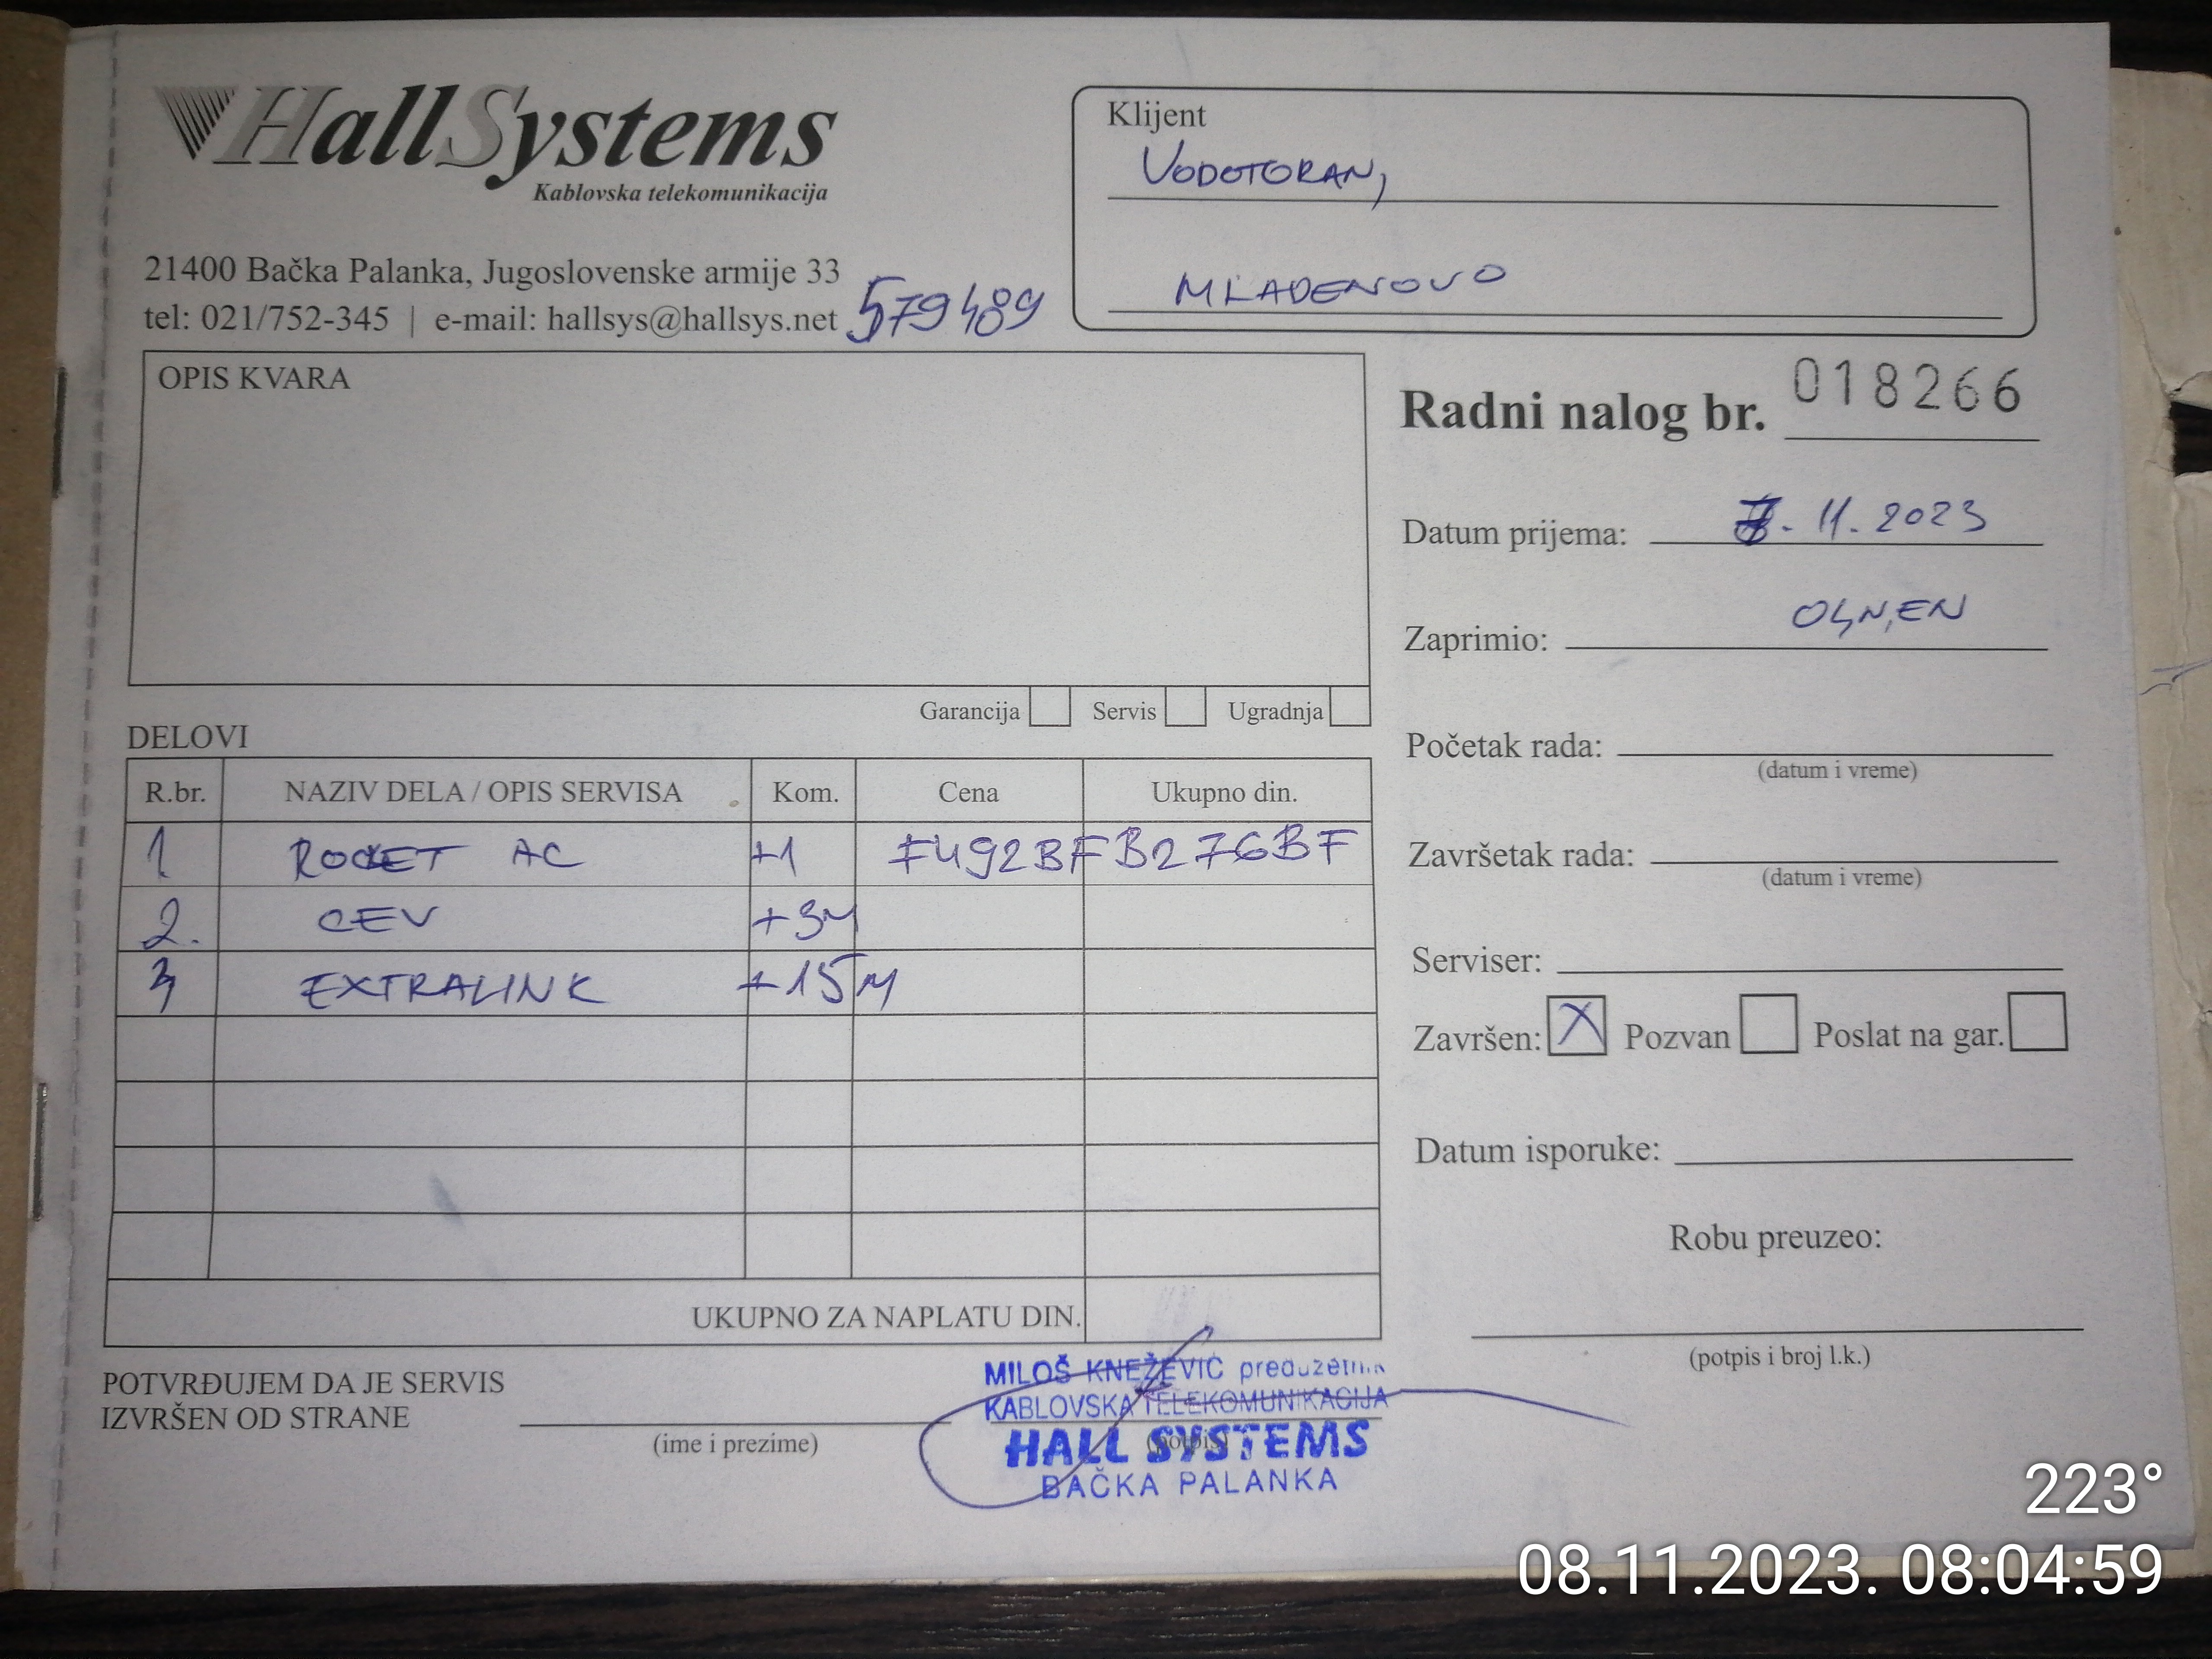 HallSystems
Kablovska telekomunikacija
21400 Bačka Palanka, Jugoslovenske armije 33
tel: 021/752-345 | e-mail: hallsys@hallsys.net
579489
Klijent
VODOTORAN,
MLADENOVO
OPIS KVARA
Garancija Servis Ugradnja
Radni nalog br. 018266
Datum prijema: 11. 2023
Zaprimio: OGNJEN
Početak rada:
(datum i vreme)
Završetak rada:
(datum i vreme)
Serviser:
Završen: X Pozvan Poslat na gar.
Datum isporuke:
Robu preuzeo:
(potpis i broj l.k.)
DELOVI
R.br. NAZIV DELA / OPIS SERVISA Kom. Cena Ukupno din.
1 ROCKET AC +1 F492BFB276BF
2. CEV +3M
3 EXTRALINK +15M
UKUPNO ZA NAPLATU DIN.
POTVRĐUJEM DA JE SERVIS
IZVRŠEN OD STRANE
(ime i prezime)
(potpis)
MILOŠ KNEŽEVIĆ preduzetnik
KABLOVSKA TELEKOMUNIKACIJA
HALL SYSTEMS
BAČKA PALANKA
223°
08.11.2023. 08:04:59